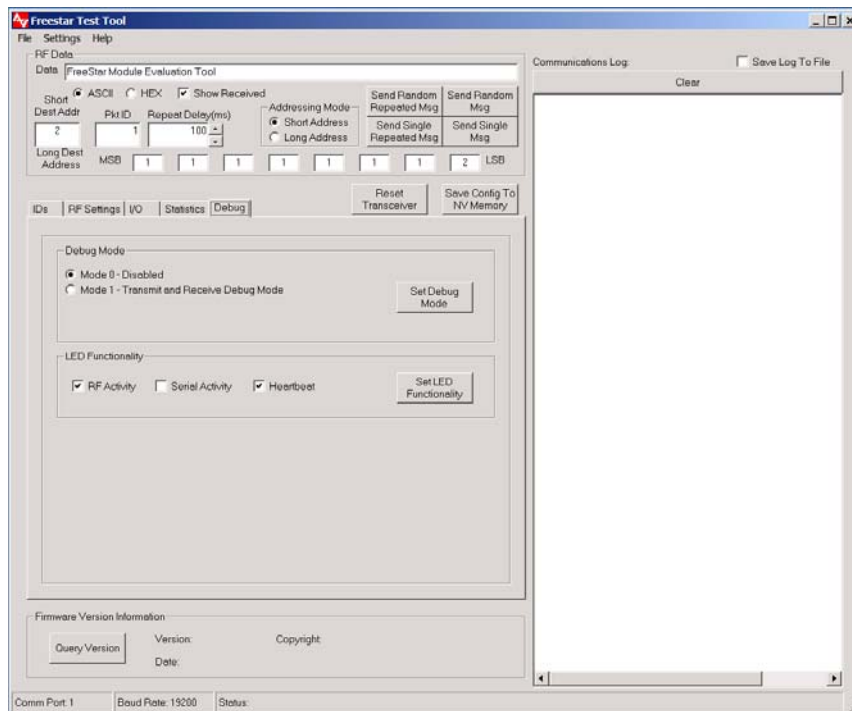 Freestar Test Tool
File Settings Help
RF Data
Data FreeStar Module Evaluation Tool
ASCII HEX Show Received
Short Dest Addr
2
Pkt ID
1
Repeat Delay(ms)
100
Addressing Mode
Short Address
Long Address
Send Random Repeated Msg
Send Random Msg
Send Single Repeated Msg
Send Single Msg
Long Dest Address
MSB 1 1 1 1 1 1 1 2 LSB
Reset Transceiver
Save Config To NV Memory
IDs RF Settings I/O Statistics Debug
Debug Mode
Mode 0 - Disabled
Mode 1 - Transmit and Receive Debug Mode
Set Debug Mode
LED Functionality
RF Activity Serial Activity Heartbeat
Set LED Functionality
Firmware Version Information
Query Version
Version:
Copyright:
Date:
Communications Log:
Save Log To File
Clear
Comm Port: 1 Baud Rate: 19200 Status: